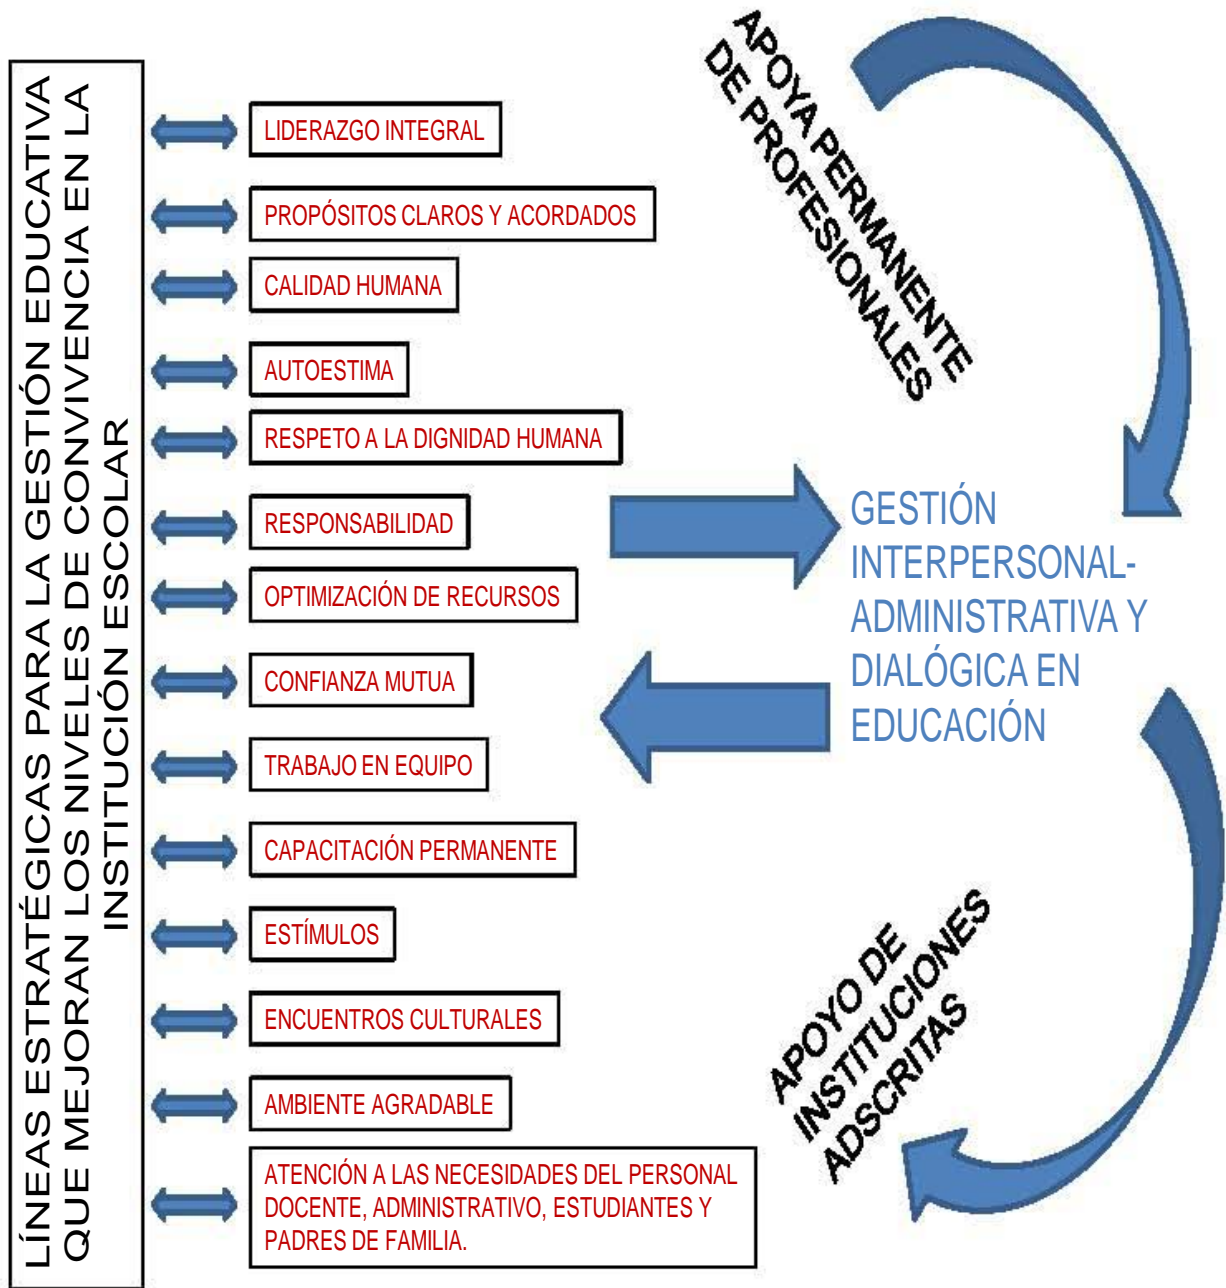 LÍNEAS ESTRATÉGICAS PARA LA GESTIÓN EDUCATIVA
QUE MEJORAN LOS NIVELES DE CONVIVENCIA EN LA
INSTITUCIÓN ESCOLAR
LIDERAZGO INTEGRAL
PROPÓSITOS CLAROS Y ACORDADOS
CALIDAD HUMANA
AUTOESTIMA
RESPETO A LA DIGNIDAD HUMANA
RESPONSABILIDAD
OPTIMIZACIÓN DE RECURSOS
CONFIANZA MUTUA
TRABAJO EN EQUIPO
CAPACITACIÓN PERMANENTE
ESTÍMULOS
ENCUENTROS CULTURALES
AMBIENTE AGRADABLE
ATENCIÓN A LAS NECESIDADES DEL PERSONAL
DOCENTE, ADMINISTRATIVO, ESTUDIANTES Y
PADRES DE FAMILIA.
APOYA PERMANENTE
DE PROFESIONALES
GESTIÓN
INTERPERSONAL-
ADMINISTRATIVA Y
DIALÓGICA EN
EDUCACIÓN
APOYO DE
INSTITUCIONES
ADSCRITAS